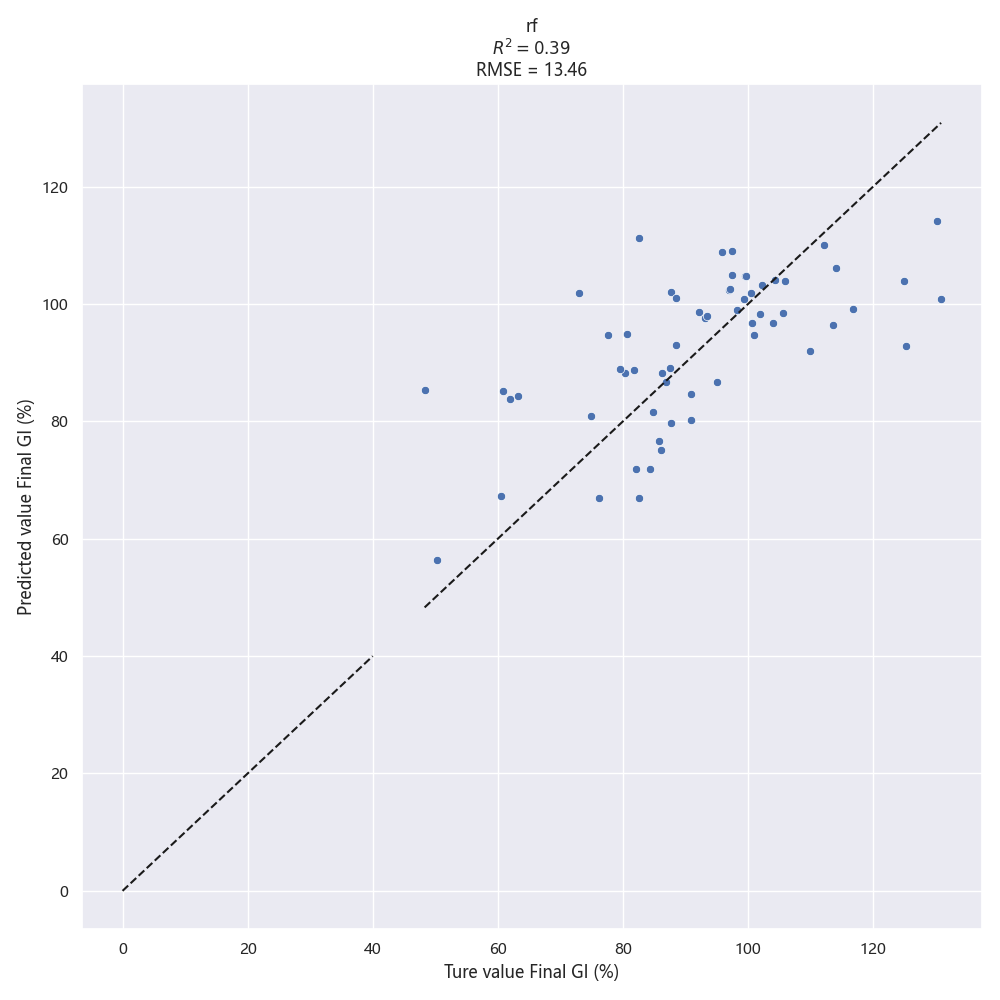 rf
R² = 0.39
RMSE = 13.46
120
100
80
60
40
20
0
Predicted value Final GI (%)
0 20 40 60 80 100 120
Ture value Final GI (%)